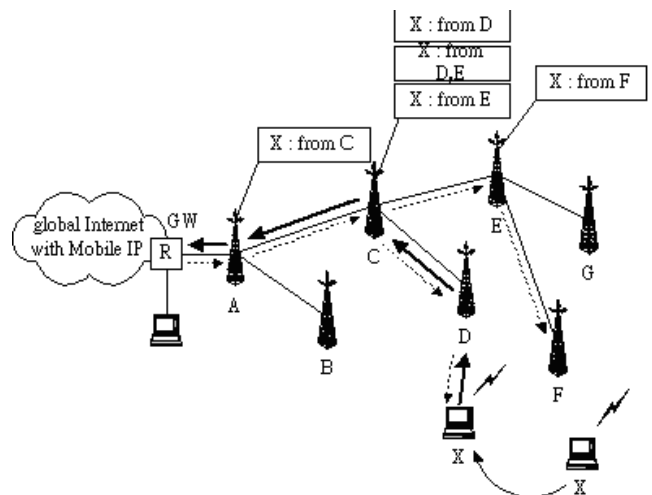 X : from D
X : from
D,E
X : from E
X : from F
X : from C
global Internet
with Mobile IP
GW
R
A
B
C
D
E
G
F
X
X